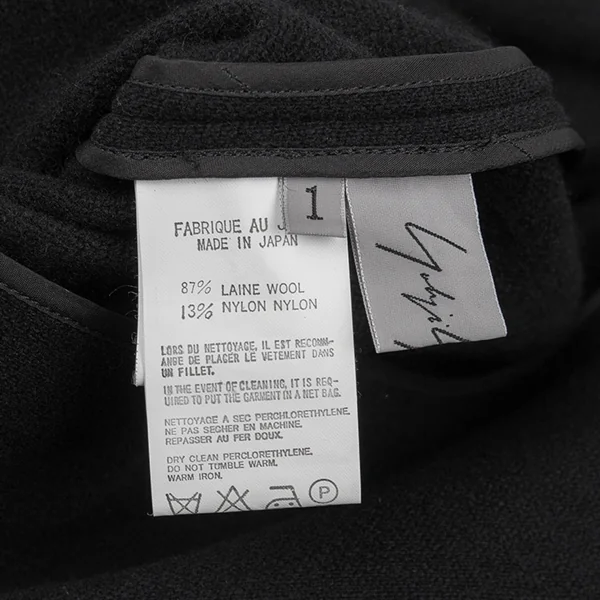 FABRIQUE AU J
MADE IN JAPAN
1
87% LAINE WOOL
13% NYLON NYLON
LORS DU NETTOYAGE, IL EST RECOMM-
ANDE DE PLACER LE VETEMENT DANS
UN FILLET.
IN THE EVENT OF CLEANING, IT IS REQ-
UIRED TO PUT THE GARMENT IN A NET BAG.
NETTOYAGE A SEC PERCHLORETHYLENE.
NE PAS SEGHER EN MACHINE.
REPASSER AU FER DOUX.
DRY CLEAN PERCLORETHYLENE.
DO NOT TUMBLE WARM.
WARM IRON.
P